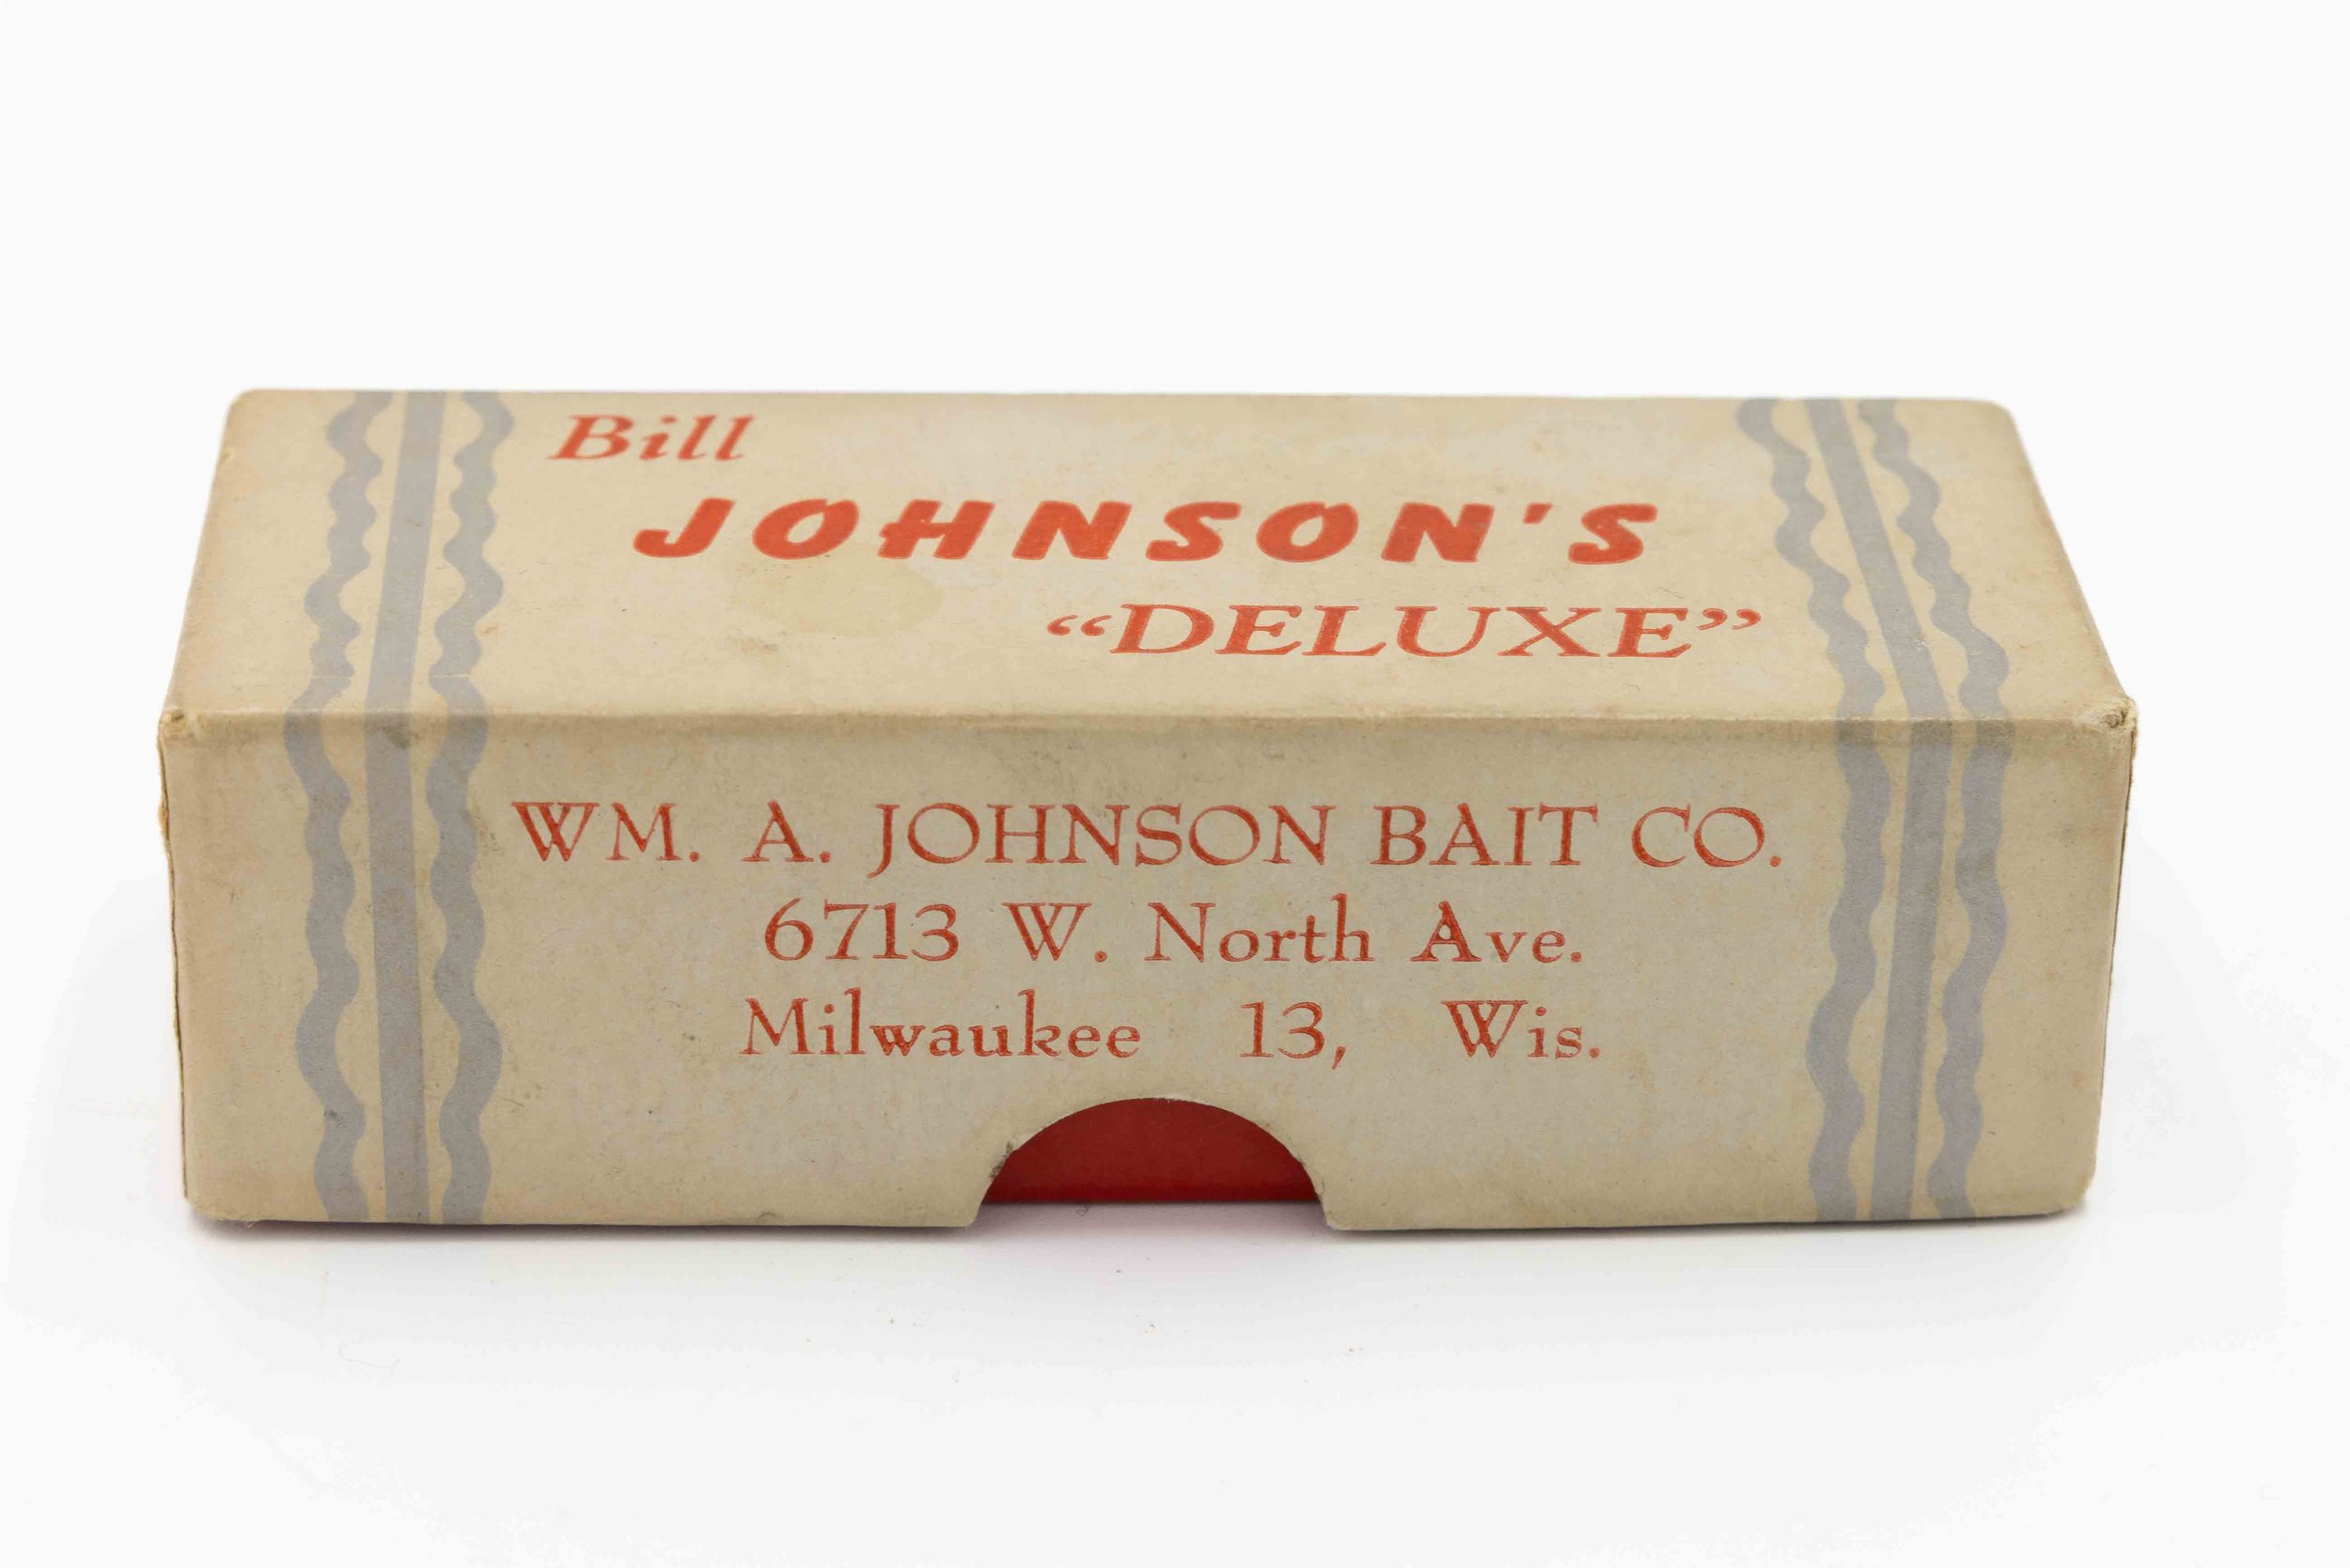 Bill
JOHNSON'S
“DELUXE”
WM. A. JOHNSON BAIT CO.
6713 W. North Ave.
Milwaukee 13, Wis.